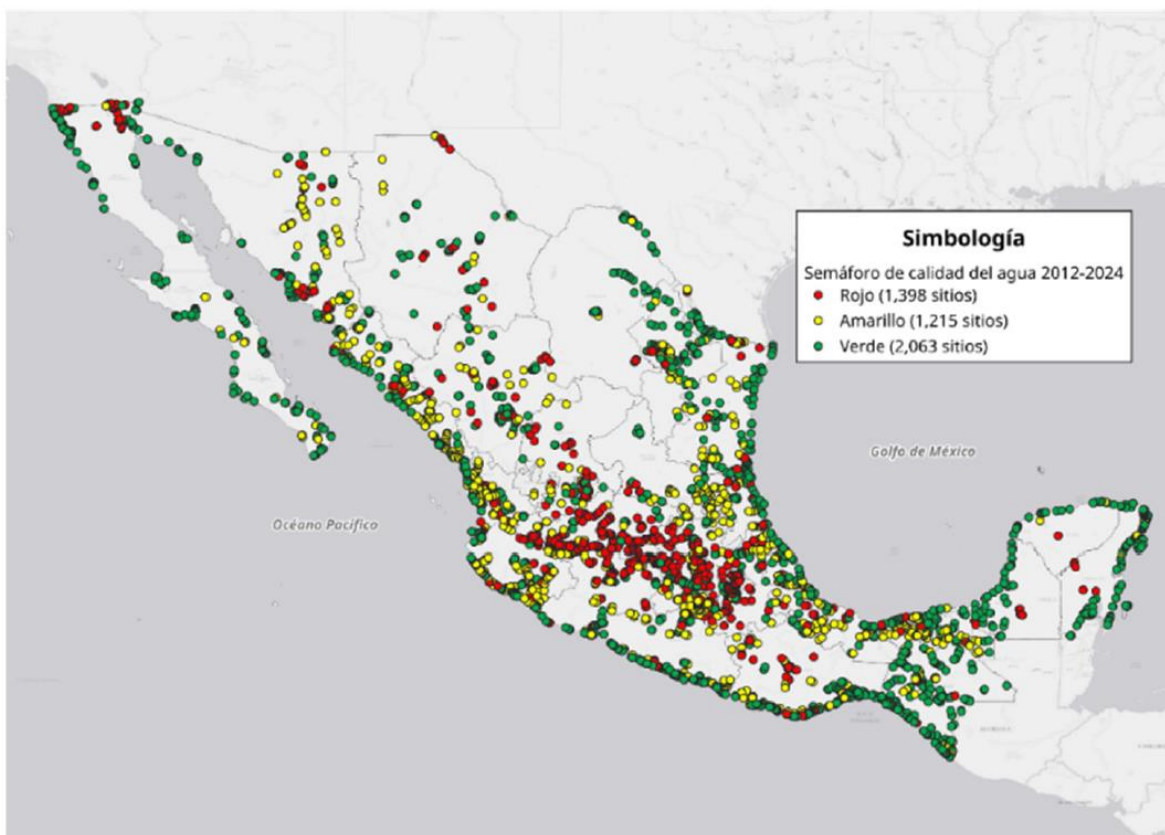 Simbología
Semáforo de calidad del agua 2012-2024
Rojo (1,398 sitios)
Amarillo (1,215 sitios)
Verde (2,063 sitios)
Golfo de México
Océano Pacífico